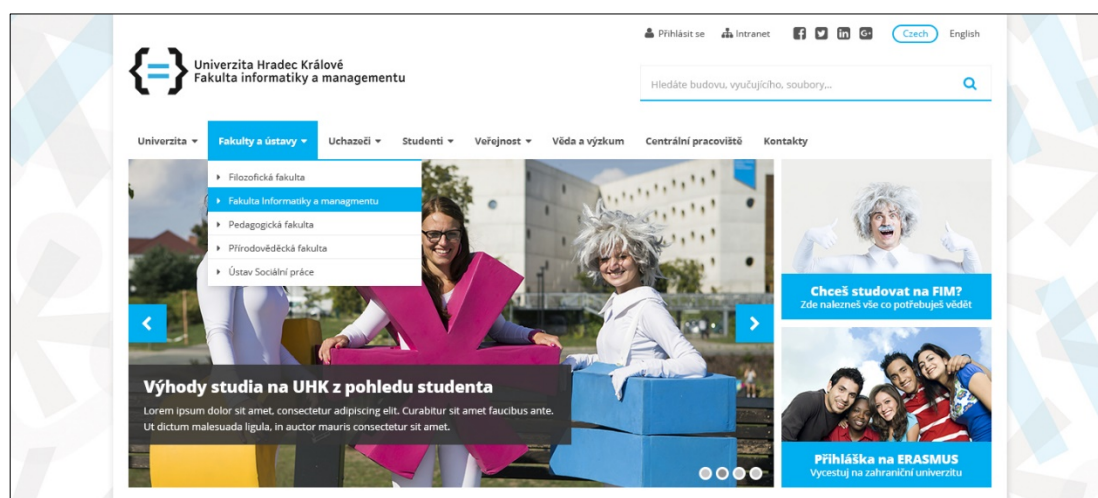 Přihlásit se Intranet Czech English
Univerzita Hradec Králové
Fakulta informatiky a managementu
Hledáte budovu, vyučujícího, soubory,..
Univerzita Fakulty a ústavy Uchazeči Studenti Veřejnost Věda a výzkum Centrální pracoviště Kontakty
Filozofická fakulta
Fakulta Informatiky a managmentu
Pedagogická fakulta
Přírodověděcká fakulta
Ústav Sociální práce
Výhody studia na UHK z pohledu studenta
Lorem ipsum dolor sit amet, consectetur adipiscing elit. Curabitur sit amet faucibus ante.
Ut dictum malesuada ligula, in auctor mauris consectetur sit amet.
Chceš studovat na FIM?
Zde nalezneš vše co potřebuješ vědět
Přihláška na ERASMUS
Vycestuj na zahraniční univerzitu